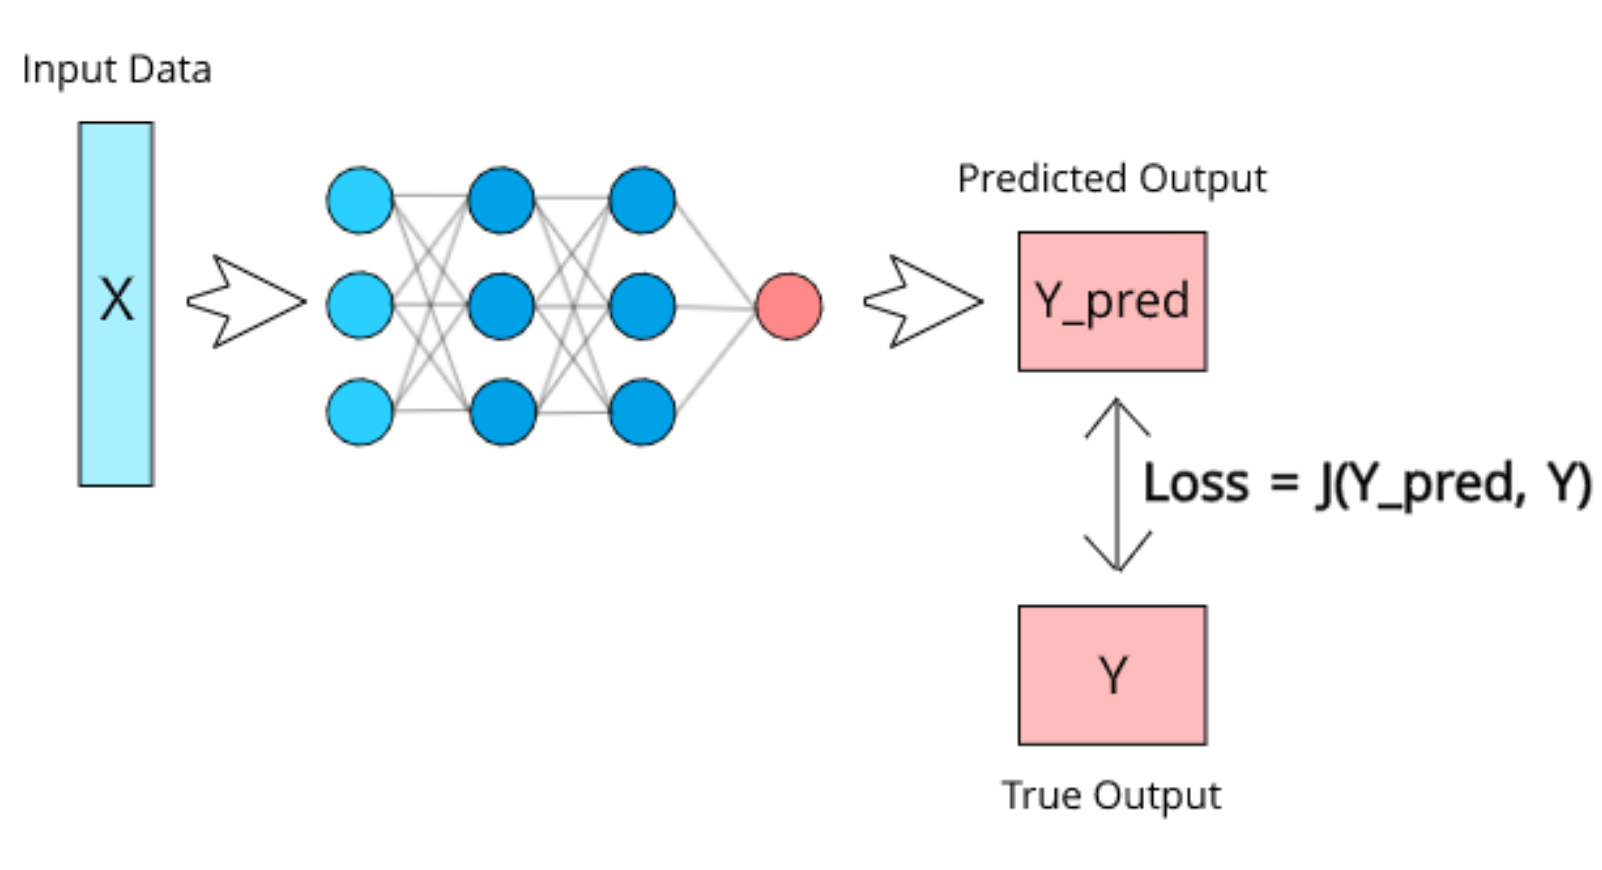 Input Data
X
Predicted Output
Y_pred
Loss = J(Y_pred, Y)
Y
True Output